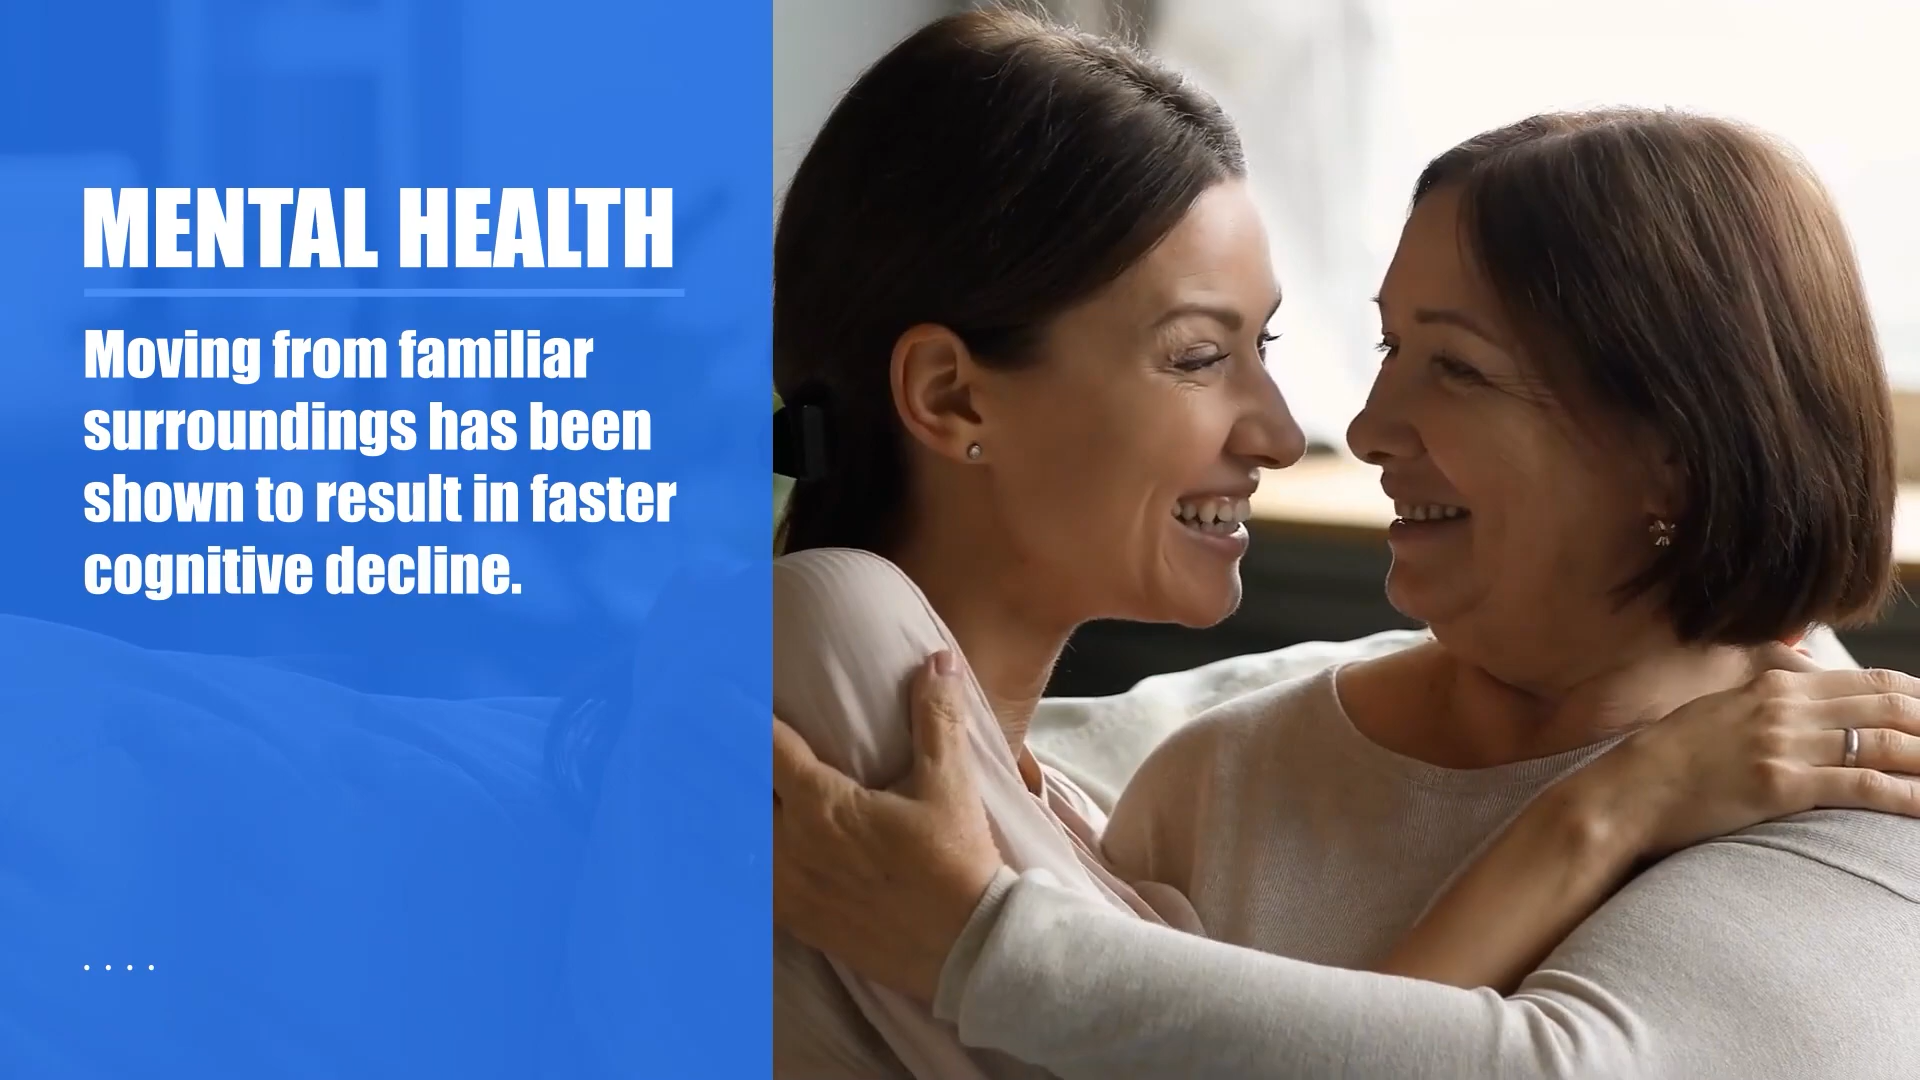 MENTAL HEALTH
Moving from familiar
surroundings has been
shown to result in faster
cognitive decline.